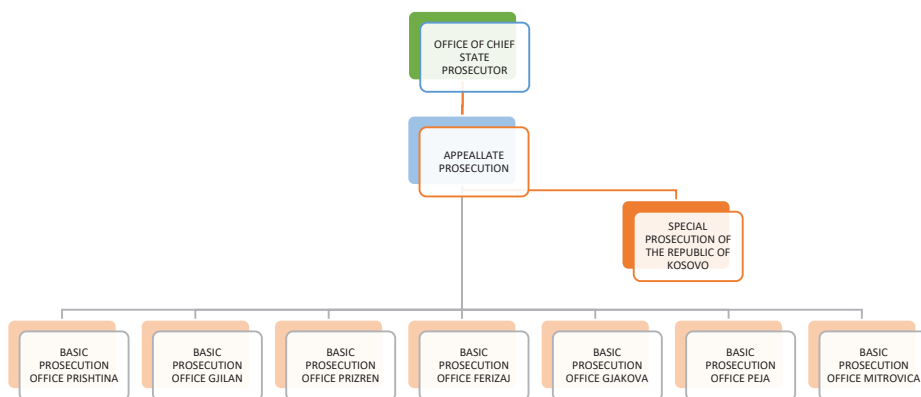 OFFICE OF CHIEF
STATE
PROSECUTOR
APPEALLATE
PROSECUTION
SPECIAL
PROSECUTION OF
THE REPUBLIC OF
KOSOVO
BASIC
PROSECUTION
OFFICE PRISHTINA
BASIC
PROSECUTION
OFFICE GJILAN
BASIC
PROSECUTION
OFFICE PRIZREN
BASIC
PROSECUTION
OFFICE FERIZAJ
BASIC
PROSECUTION
OFFICE GJAKOVA
BASIC
PROSECUTION
OFFICE PEJA
BASIC
PROSECUTION
OFFICE MITROVICA